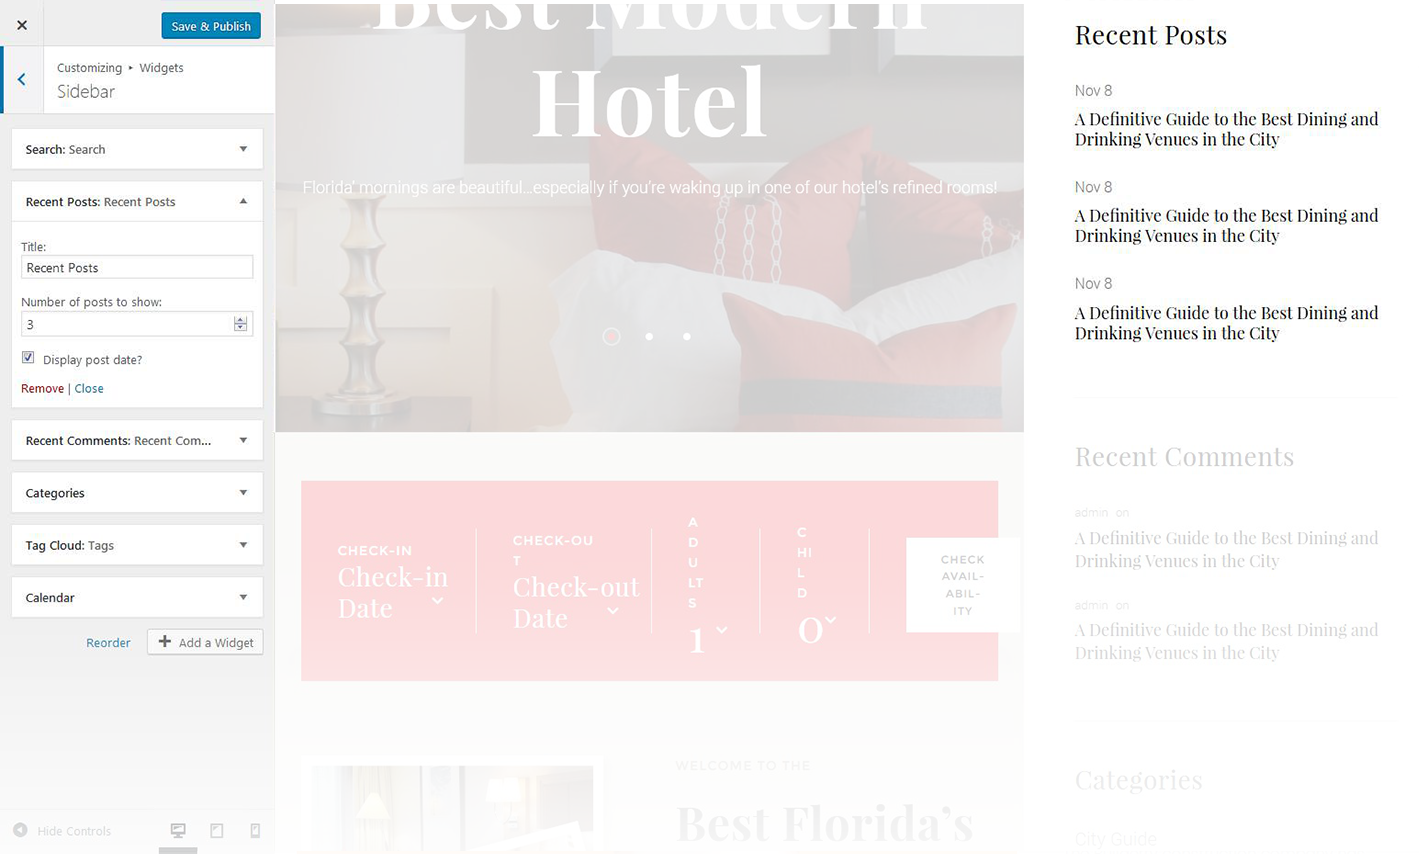 Save & Publish
Customizing ▸ Widgets
Sidebar
Search: Search
Recent Posts: Recent Posts
Title:
Recent Posts
Number of posts to show:
3
Display post date?
Remove | Close
Recent Comments: Recent Com...
Categories
Tag Cloud: Tags
Calendar
Reorder
Add a Widget
Hide Controls
Best Modern
Hotel
Florida' mornings are beautiful...especially if you're waking up in one of our hotel's refined rooms!
CHECK-IN
Check-in
Date
CHECK-OU
T
Check-out
Date
A
D
U
LT
S
1
C
HI
L
D
0
CHECK
AVAIL-
ABIL-
ITY
WELCOME TO THE
Best Florida's
Recent Posts
Nov 8
A Definitive Guide to the Best Dining and
Drinking Venues in the City
Nov 8
A Definitive Guide to the Best Dining and
Drinking Venues in the City
Nov 8
A Definitive Guide to the Best Dining and
Drinking Venues in the City
Recent Comments
admin on
A Definitive Guide to the Best Dining and
Drinking Venues in the City
admin on
A Definitive Guide to the Best Dining and
Drinking Venues in the City
Categories
City Guide